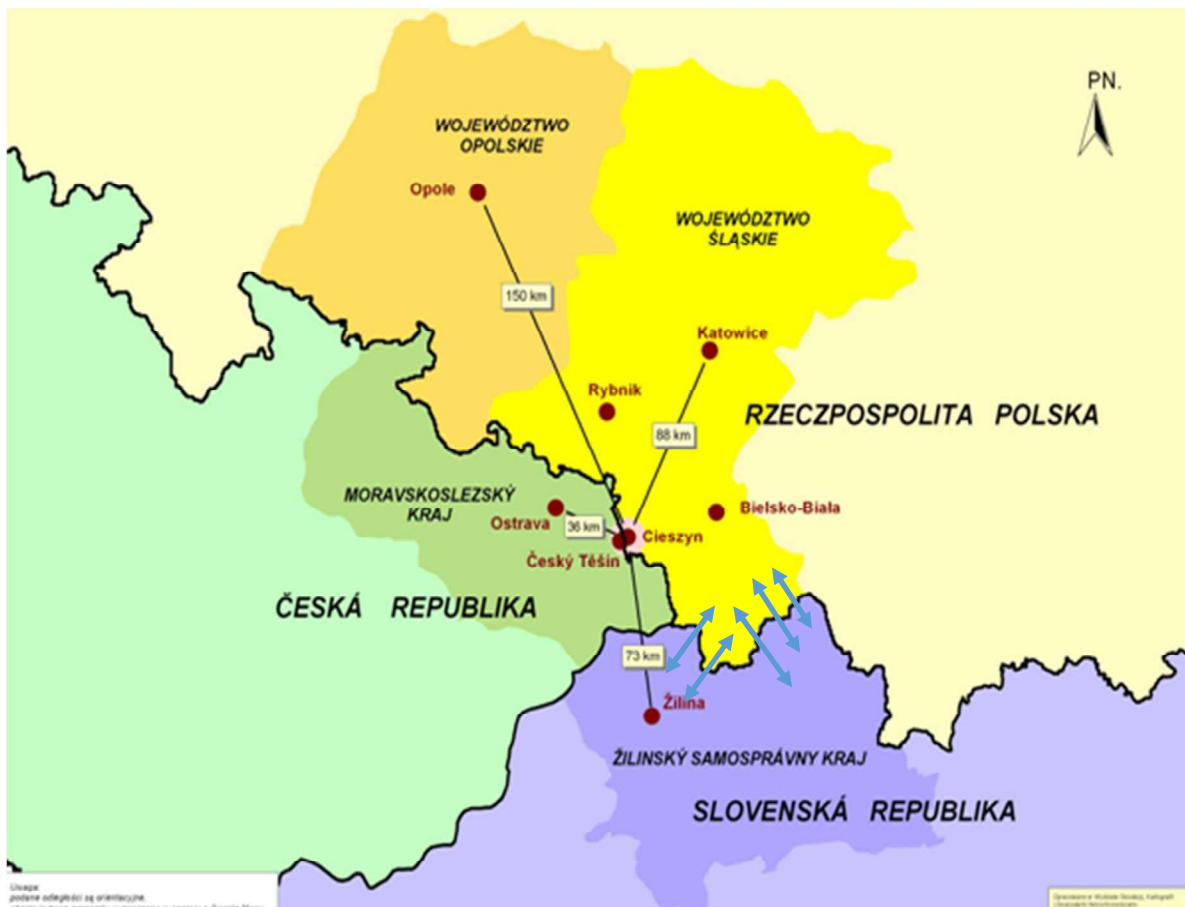 PN.
WOJEWÓDZTWO
OPOLSKIE
Opole
WOJEWÓDZTWO
ŚLĄSKIE
150 km
Katowice
Rybnik
RZECZPOSPOLITA POLSKA
88 km
MORAVSKOSLEZSKÝ
KRAJ
Ostrava
36 km
Bielsko-Biała
Cieszyn
Český Těšín
ČESKÁ REPUBLIKA
73 km
Žilina
ŽILINSKÝ SAMOSPRÁVNY KRAJ
SLOVENSKÁ REPUBLIKA
Uwaga:
podane odległości są orientacyjne,